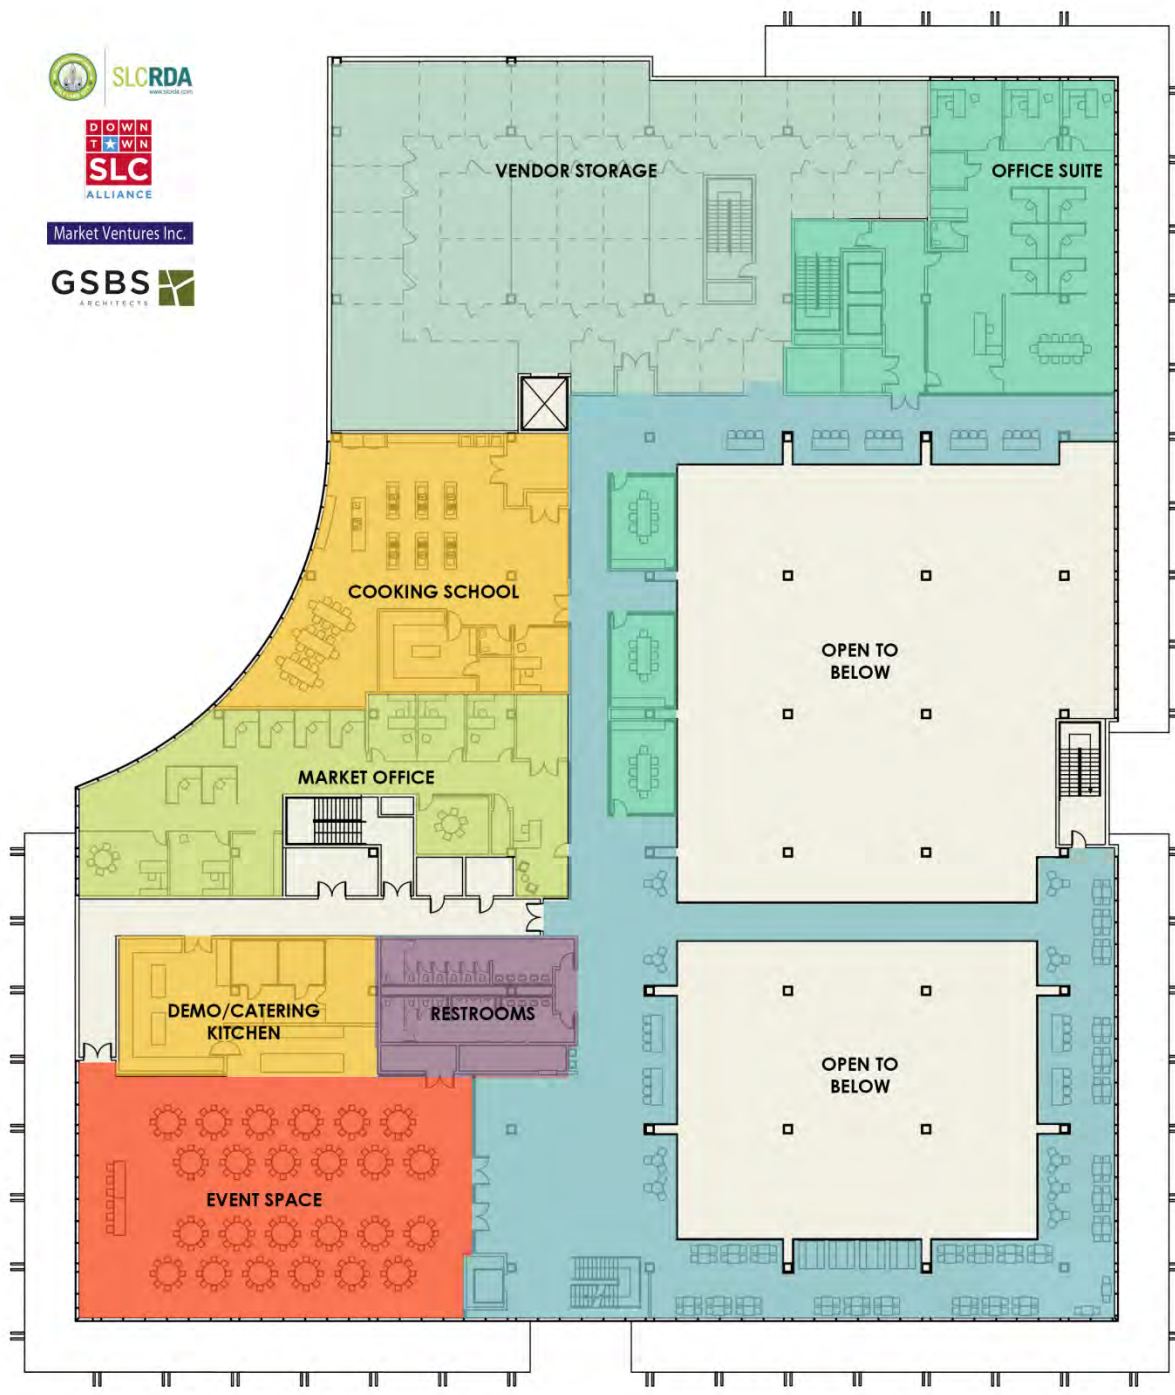 SLCRDA
www.slcrda.com
DOWN
TOWN
SLC
ALLIANCE
Market Ventures Inc.
GSBS
ARCHITECTS
VENDOR STORAGE
OFFICE SUITE
COOKING SCHOOL
OPEN TO
BELOW
MARKET OFFICE
DEMO/CATERING
KITCHEN
RESTROOMS
OPEN TO
BELOW
EVENT SPACE